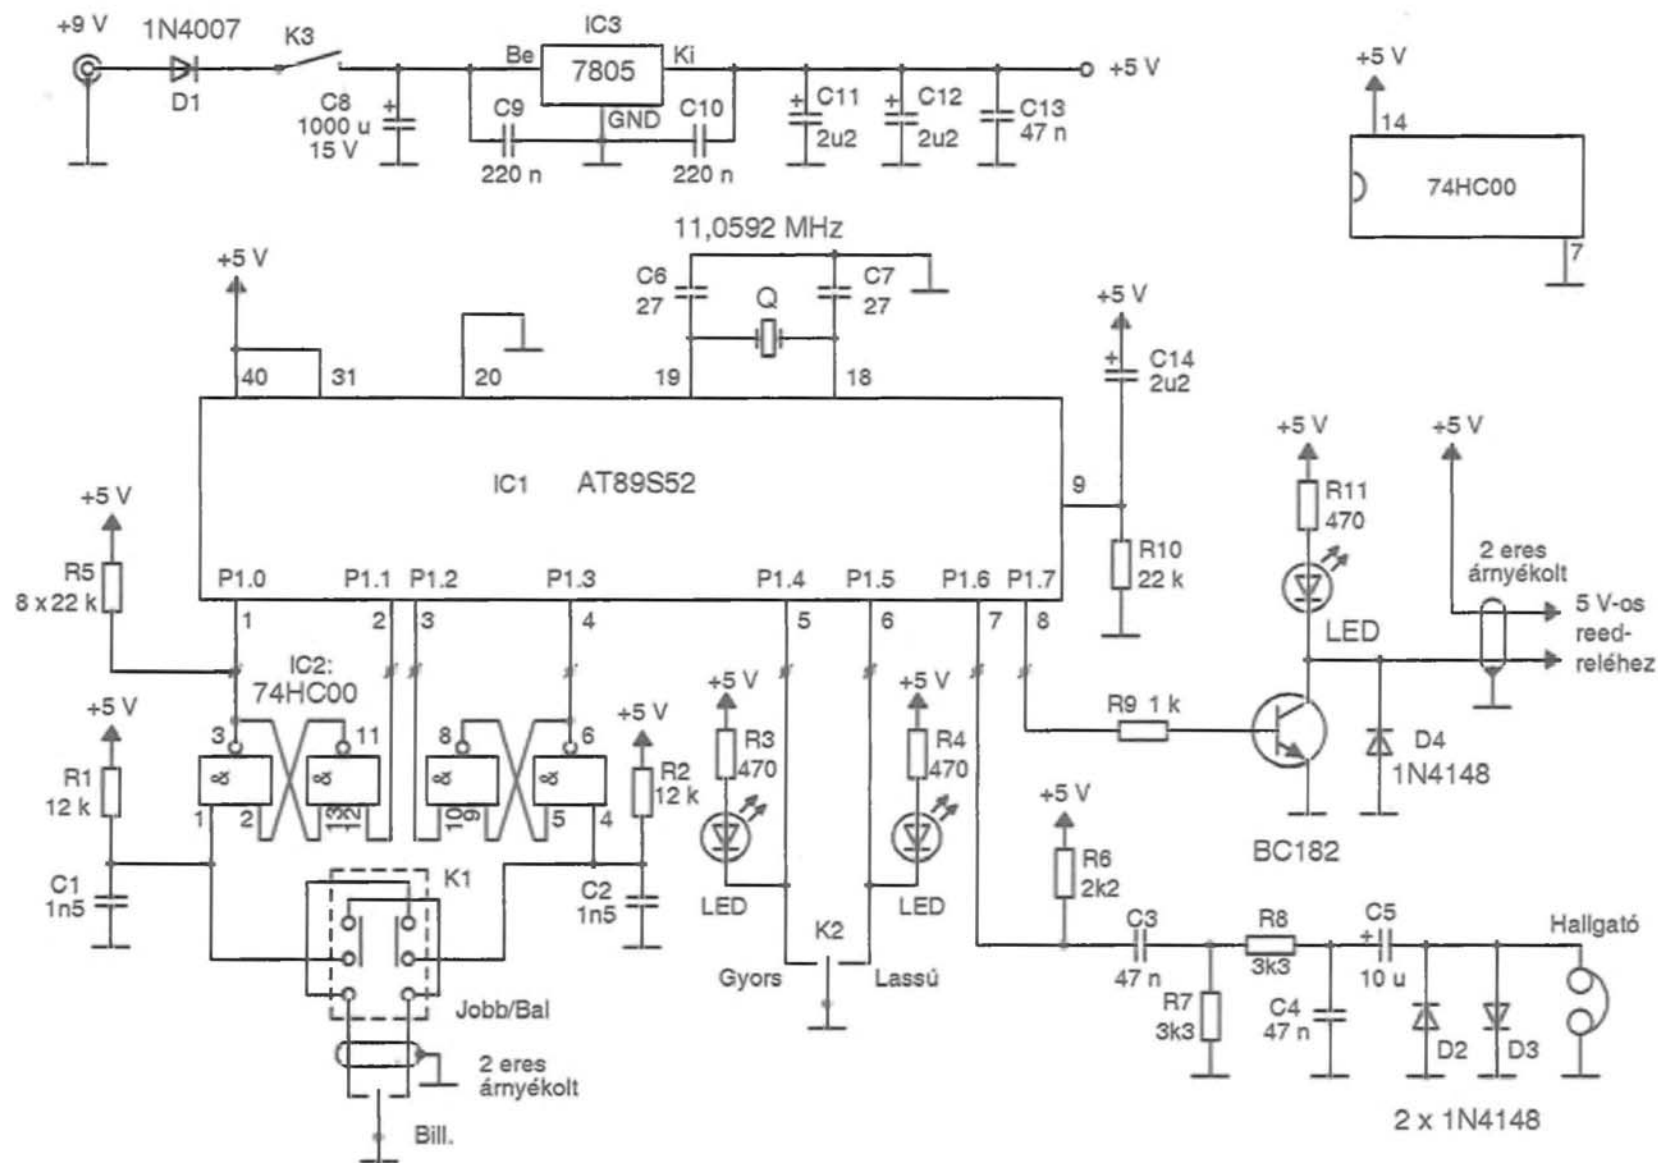 +9 V
1N4007
D1
K3
C8
1000 u
15 V
+
Be
IC3
7805
Ki
GND
C9
220 n
C10
220 n
+
C11
2u2
+
C12
2u2
C13
47 n
+5 V
+5 V
14
74HC00
7
11,0592 MHz
C6
27
Q
C7
27
+5 V
40
31
20
19
18
+5 V
+
C14
2u2
IC1 AT89S52
9
R10
22 k
P1.0
P1.1
P1.2
P1.3
P1.4
P1.5
P1.6
P1.7
1
2
3
4
5
6
7
8
+5 V
R5
8 x 22 k
IC2:
74HC00
+5 V
R1
12 k
C1
1n5
3
11
8
6
&
&
&
&
1
2
13
12
10
9
5
4
+5 V
R2
12 k
C2
1n5
K1
Jobb/Bal
2 eres
árnyékolt
Bill.
+5 V
R3
470
LED
+5 V
R4
470
LED
K2
Gyors
Lassú
+5 V
R11
470
LED
+5 V
2 eres
árnyékolt
5 V-os
reed-
reléhez
R9 1 k
D4
1N4148
BC182
+5 V
R6
2k2
C3
47 n
R7
3k3
R8
3k3
C4
47 n
C5
+
10 u
D2
D3
2 x 1N4148
Hallgató